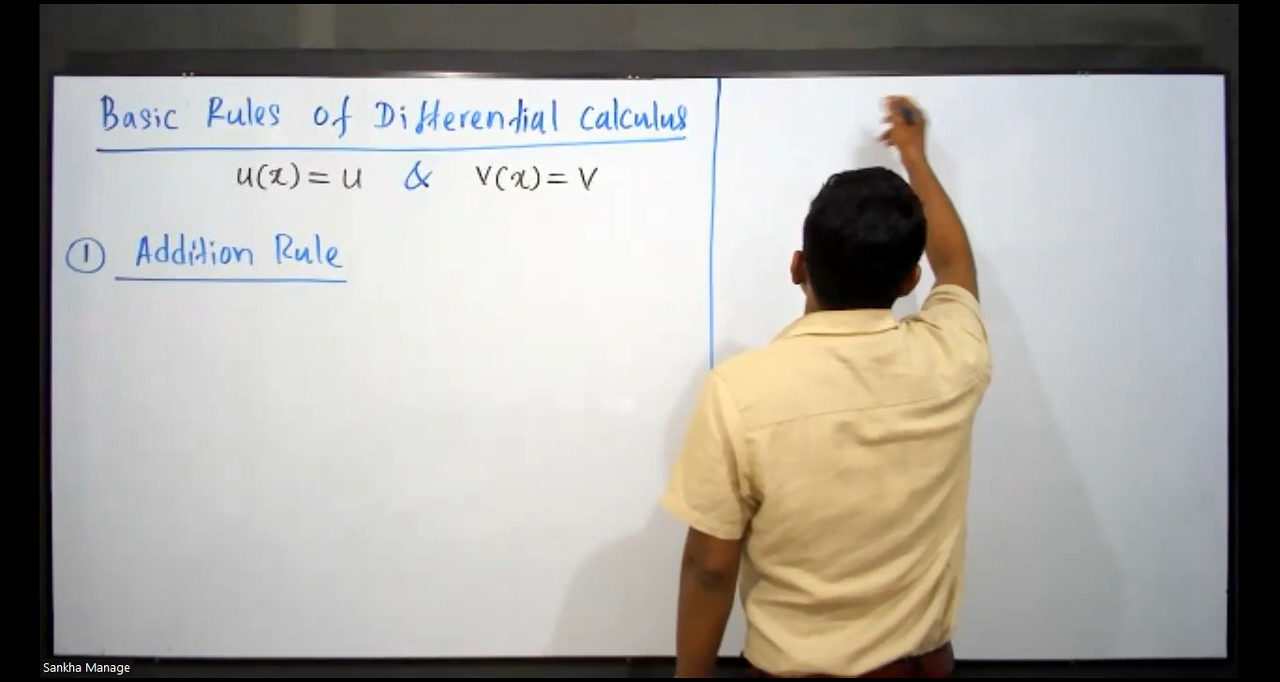 Basic Rules of Differential Calculus
u(x) = u & v(x) = v
① Addition Rule
Sankha Manage